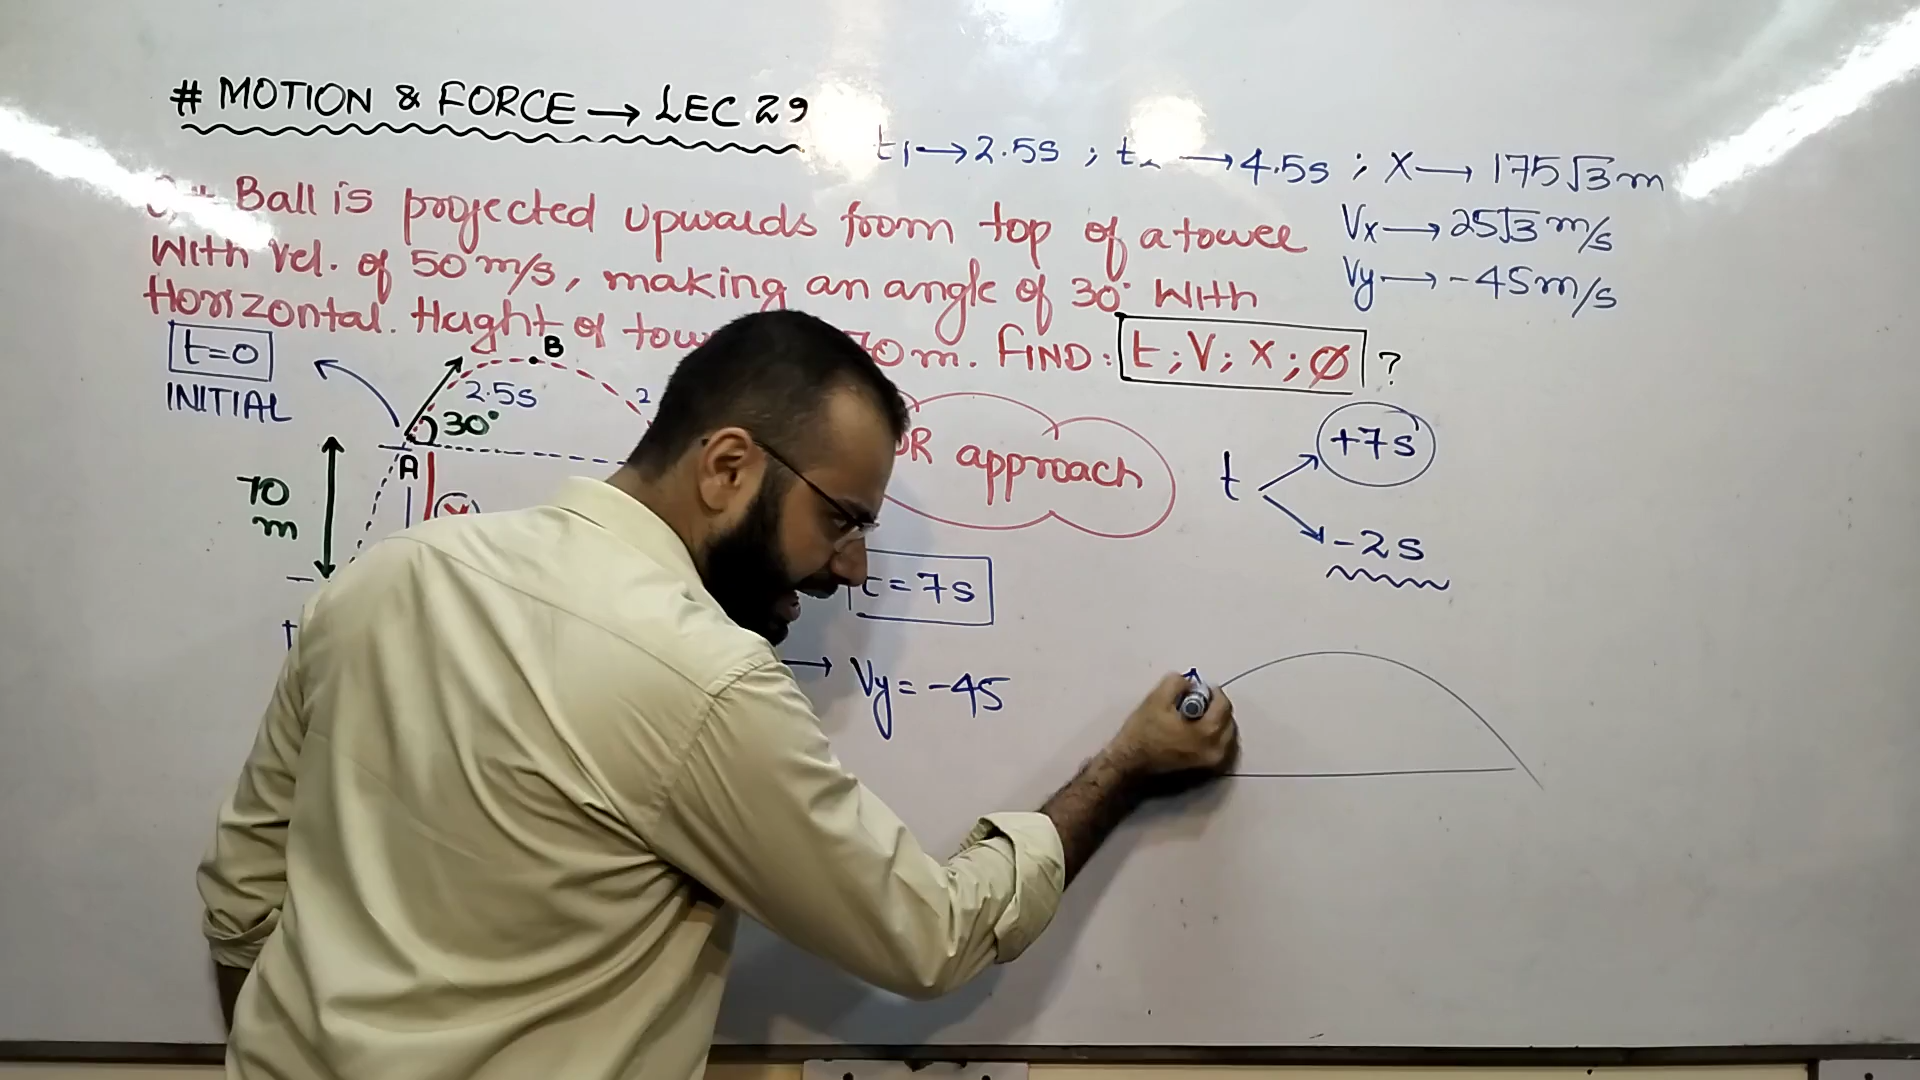 # MOTION & FORCE → LEC 29
t1 → 2.5s ; t → 4.5s ; X → 175√3 m
Vx → 25√3 m/s
Vy → -45 m/s
Ball is projected upwards from top of a tower
With Vel. of 50 m/s, making an angle of 30° With
Horizontal. Height of 70m. FIND: t ; V ; X ; Ø ?
t=0
INITIAL
B
2.5s
2
30°
A
70
m
approach
t
+7s
-2s
t = 7s
→ Vy = -45